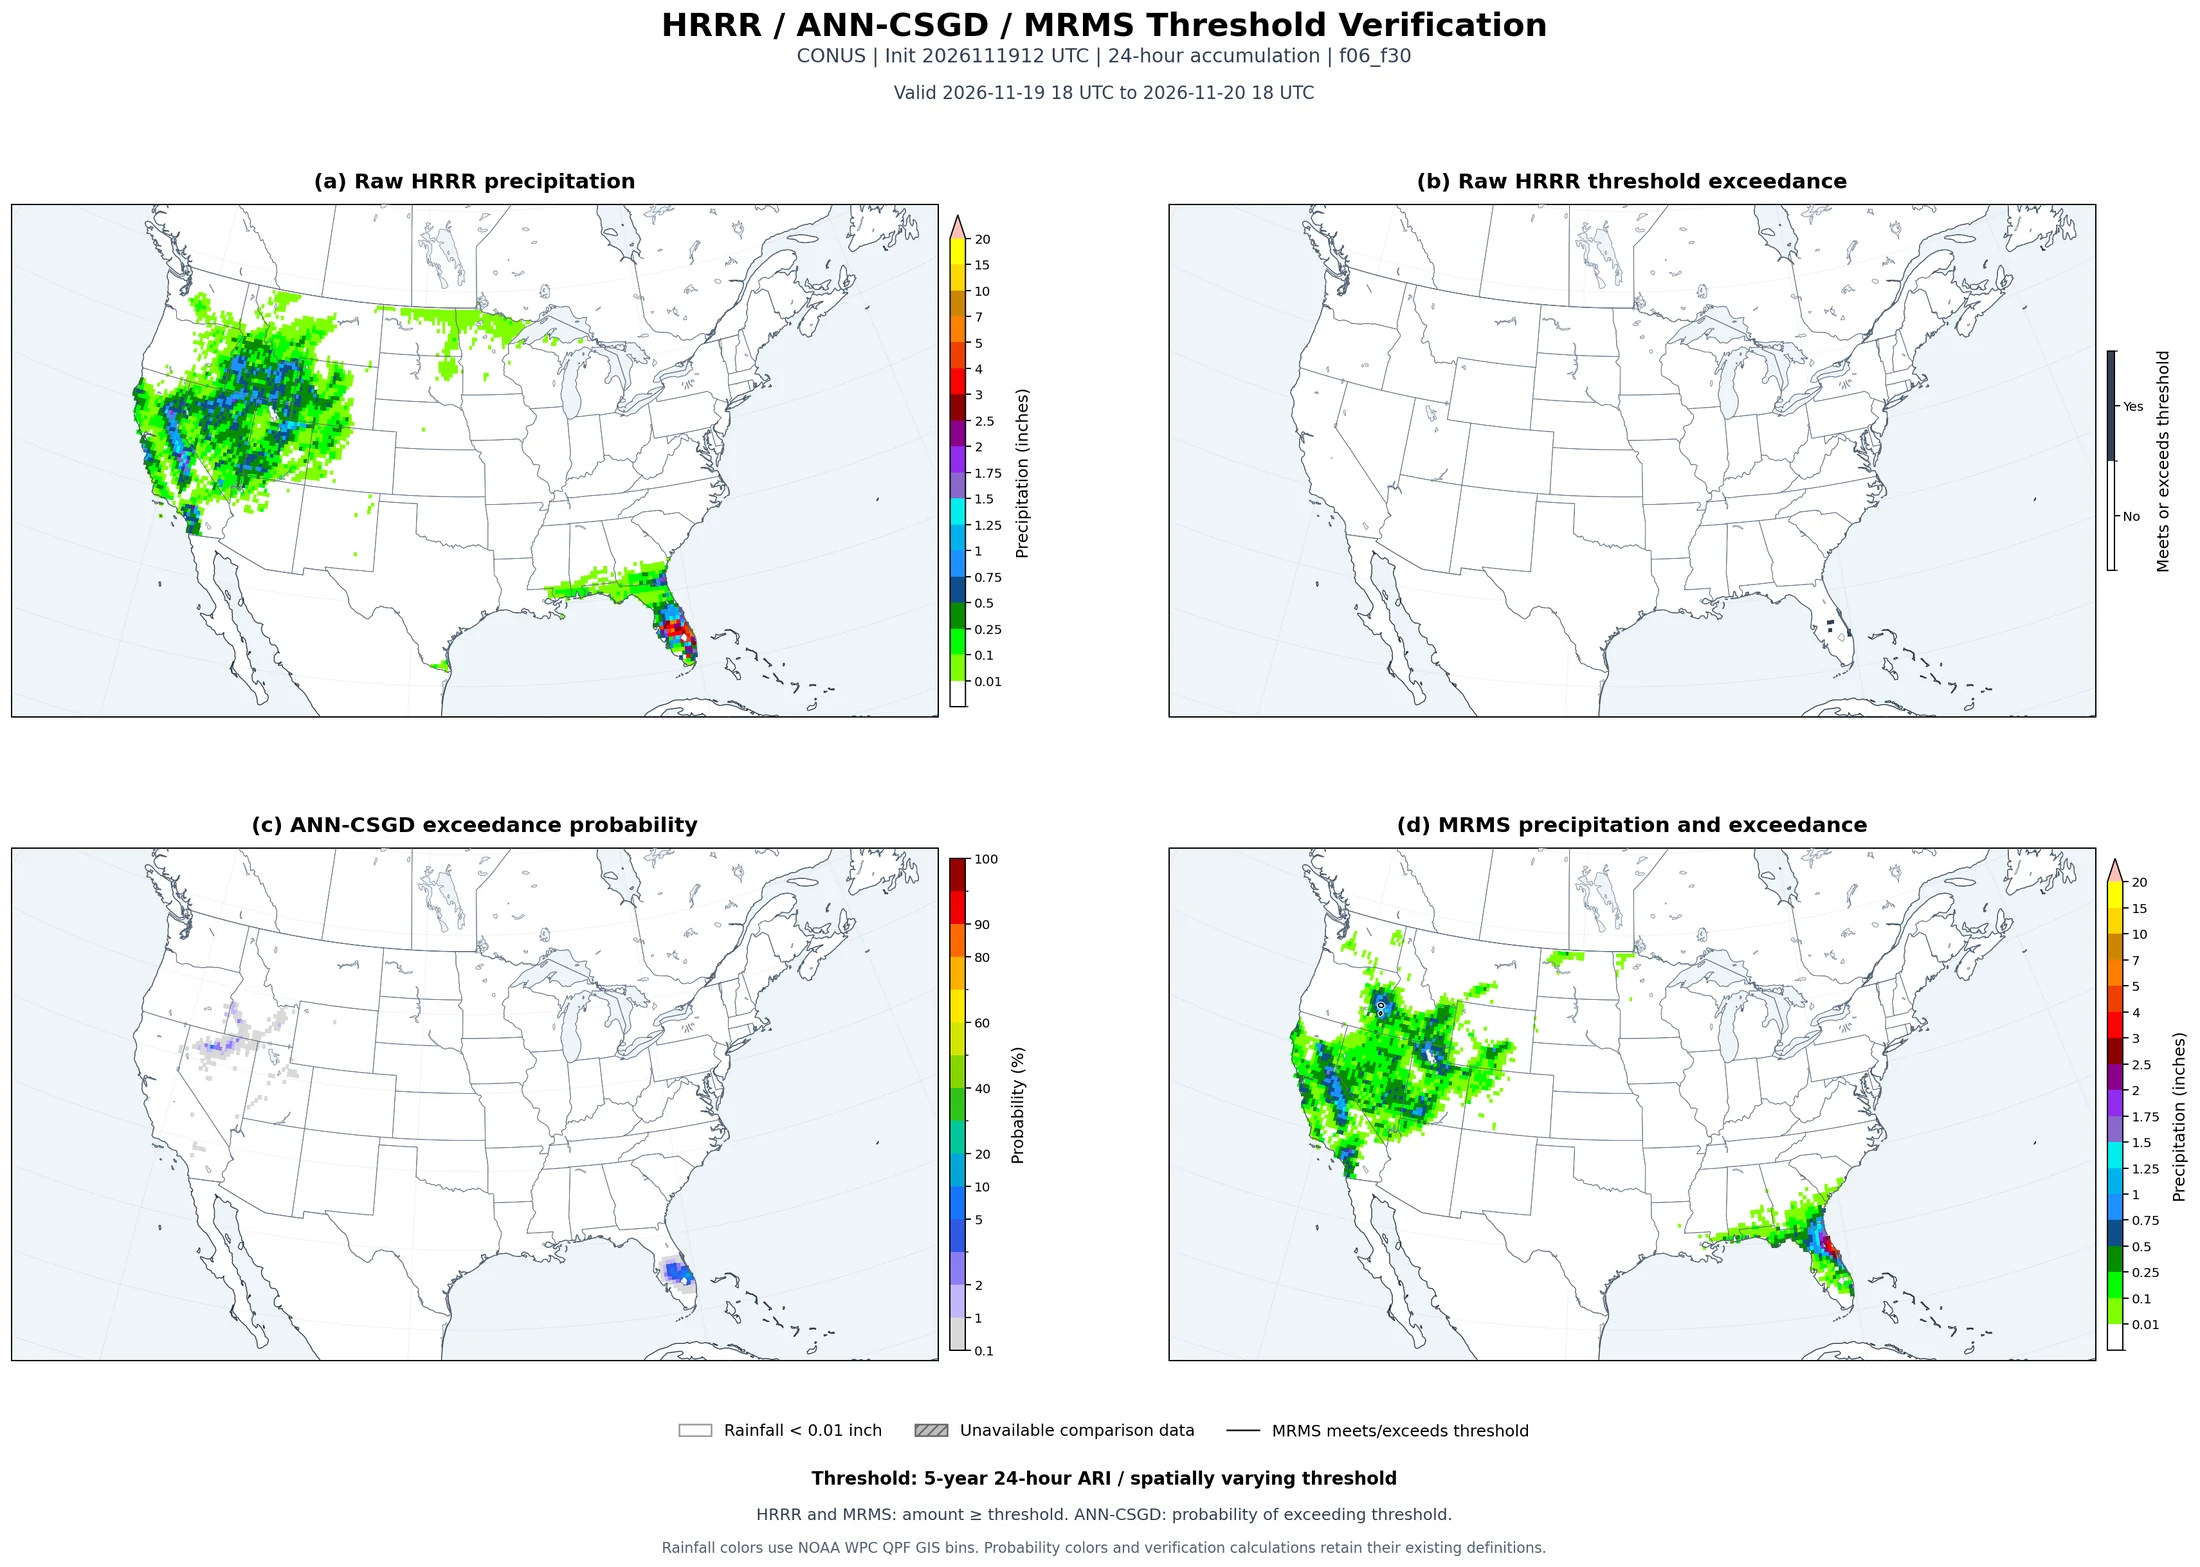 HRRR / ANN-CSGD / MRMS Threshold Verification
CONUS | Init 2026111912 UTC | 24-hour accumulation | f06_f30
Valid 2026-11-19 18 UTC to 2026-11-20 18 UTC
(a) Raw HRRR precipitation
20
15
10
7
5
4
3
2.5
2
1.75
1.5
1.25
1
0.75
0.5
0.25
0.1
0.01
Precipitation (inches)
(b) Raw HRRR threshold exceedance
Yes
No
Meets or exceeds threshold
(c) ANN-CSGD exceedance probability
100
90
80
60
40
20
10
5
2
1
0.1
Probability (%)
(d) MRMS precipitation and exceedance
20
15
10
7
5
4
3
2.5
2
1.75
1.5
1.25
1
0.75
0.5
0.25
0.1
0.01
Precipitation (inches)
Rainfall < 0.01 inch
Unavailable comparison data
MRMS meets/exceeds threshold
Threshold: 5-year 24-hour ARI / spatially varying threshold
HRRR and MRMS: amount ≥ threshold. ANN-CSGD: probability of exceeding threshold.
Rainfall colors use NOAA WPC QPF GIS bins. Probability colors and verification calculations retain their existing definitions.